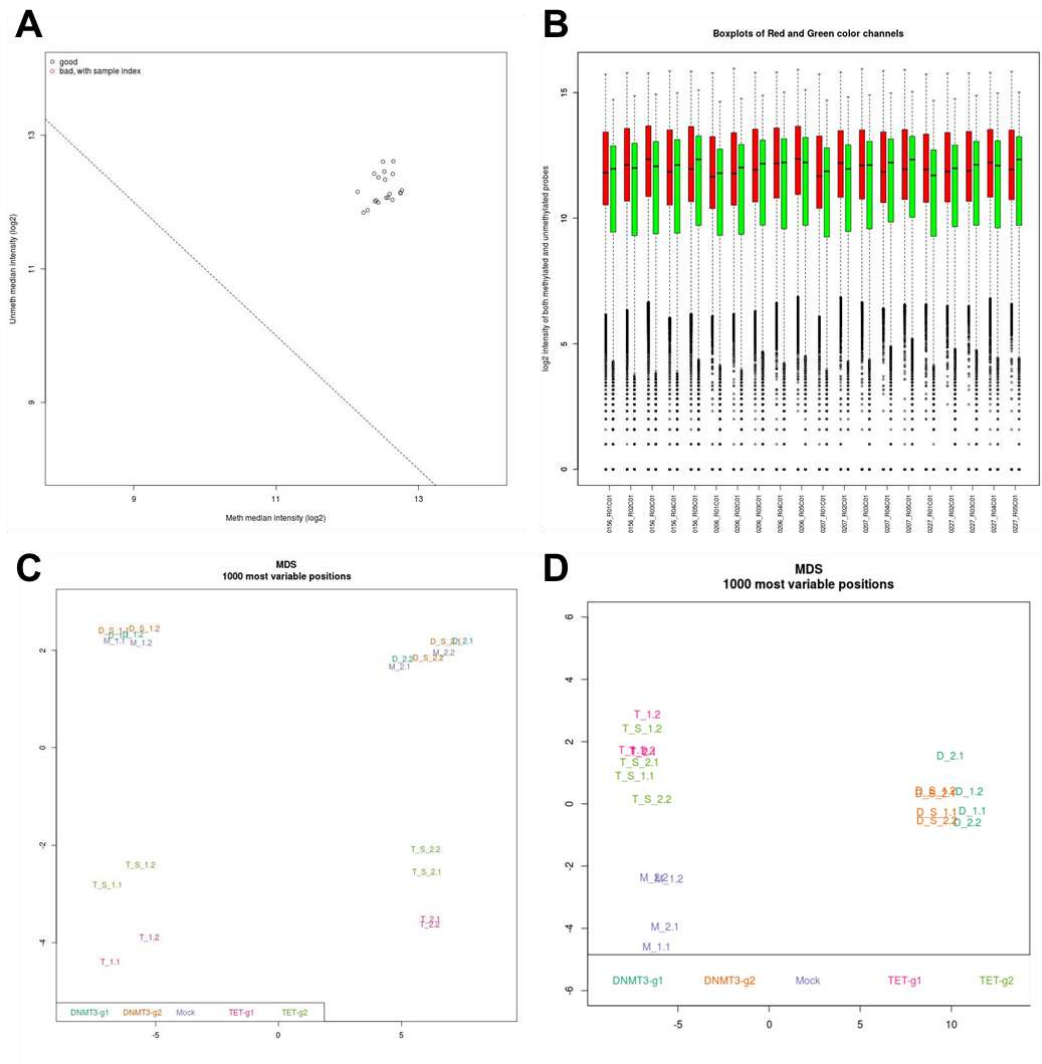 A
good
bad, with sample index
13
11
9
Unmeth median intensity (log2)
9
11
13
Meth median intensity (log2)
B
Boxplots of Red and Green color channels
15
10
5
0
log2 intensity of both methylated and unmethylated probes
0156_R01C01
0156_R02C01
0156_R03C01
0156_R04C01
0156_R05C01
0206_R01C01
0206_R02C01
0206_R03C01
0206_R04C01
0206_R05C01
0207_R01C01
0207_R02C01
0207_R03C01
0207_R04C01
0207_R05C01
0227_R01C01
0227_R02C01
0227_R03C01
0227_R04C01
0227_R05C01
C
MDS
1000 most variable positions
D_S_1.2
M_1.1
M_1.2
D_2.2
D_S_2.2
M_2.2
M_2.1
2
0
-2
-4
T_S_1.2
T_S_1.1
T_1.2
T_1.1
T_S_2.2
T_S_2.1
T_2.1
T_2.2
DNMT3-g1 DNMT3-g2 Mock TET-g1 TET-g2
-5 0 5
D
MDS
1000 most variable positions
6
4
2
0
-2
-4
-6
T_1.2
T_S_1.2
T_S_2.1
T_S_1.1
T_S_2.2
D_2.1
D_1.2
D_S_1.1
D_1.1
D_S_2.2
D_2.2
M_1.2
M_2.1
M_1.1
DNMT3-g1 DNMT3-g2 Mock TET-g1 TET-g2
-5 0 5 10